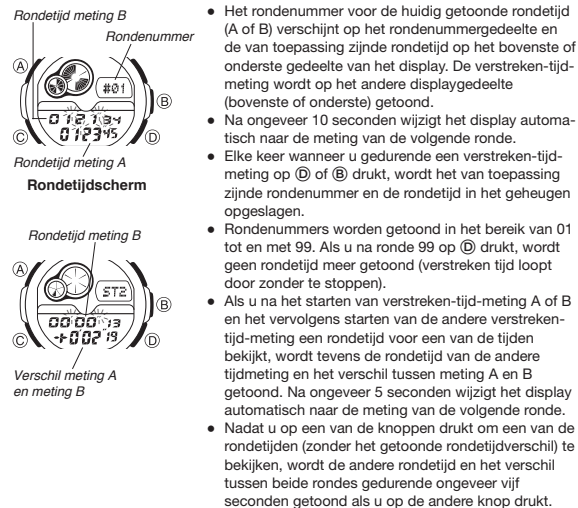 Rondetijd meting B
Rondenummer
A
#01
B
01'21"34
C
01'23"45
D
Rondetijd meting A
Rondetijdscherm
Rondetijd meting B
A
ST2
B
00'00"13
C
+0'02"19
D
Verschil meting A
en meting B
● Het rondenummer voor de huidig getoonde rondetijd
(A of B) verschijnt op het rondenummergedeelte en
de van toepassing zijnde rondetijd op het bovenste of
onderste gedeelte van het display. De verstreken-tijd-
meting wordt op het andere displaygedeelte
(bovenste of onderste) getoond.
● Na ongeveer 10 seconden wijzigt het display automa-
tisch naar de meting van de volgende ronde.
● Elke keer wanneer u gedurende een verstreken-tijd-
meting op Ⓓ of Ⓑ drukt, wordt het van toepassing
zijnde rondenummer en de rondetijd in het geheugen
opgeslagen.
● Rondenummers worden getoond in het bereik van 01
tot en met 99. Als u na ronde 99 op Ⓓ drukt, wordt
geen rondetijd meer getoond (verstreken tijd loopt
door zonder te stoppen).
● Als u na het starten van verstreken-tijd-meting A of B
en het vervolgens starten van de andere verstreken-
tijd-meting een rondetijd voor een van de tijden
bekijkt, wordt tevens de rondetijd van de andere
tijdmeting en het verschil tussen meting A en B
getoond. Na ongeveer 5 seconden wijzigt het display
automatisch naar de meting van de volgende ronde.
● Nadat u op een van de knoppen drukt om een van de
rondetijden (zonder het getoonde rondetijdverschil) te
bekijken, wordt de andere rondetijd en het verschil
tussen beide rondes gedurende ongeveer vijf
seconden getoond als u op de andere knop drukt.